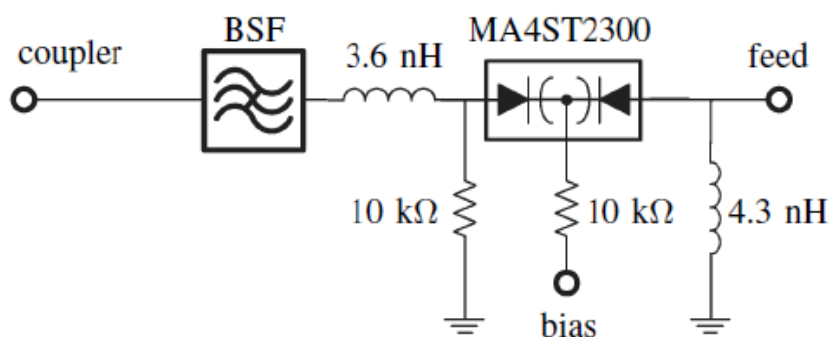 BSF
MA4ST2300
coupler
3.6 nH
feed
10 kΩ
10 kΩ
4.3 nH
bias